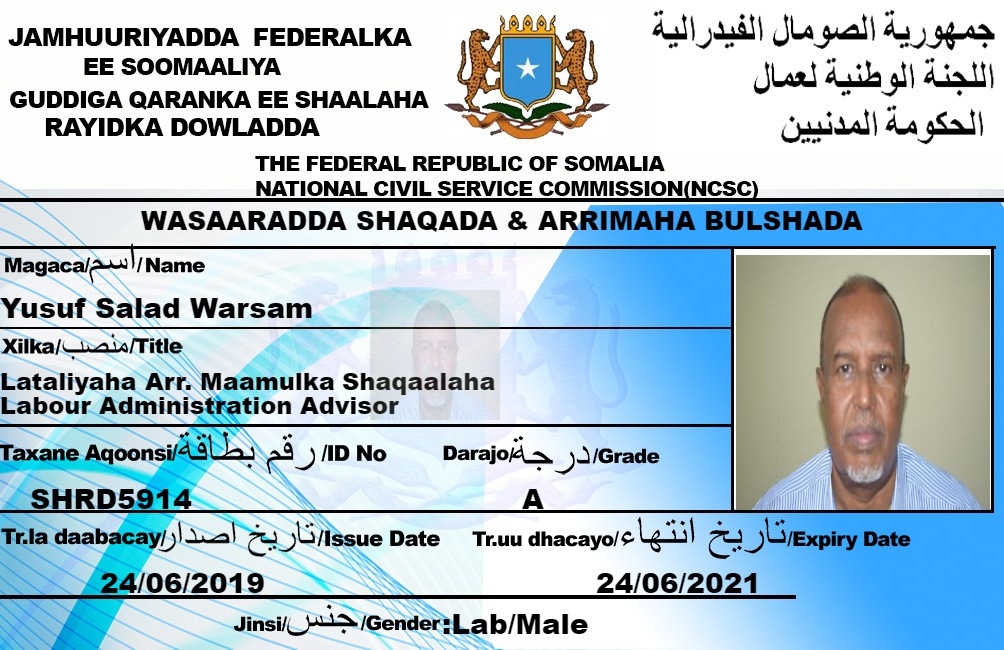 JAMHUURIYADDA FEDERALKA
EE SOOMAALIYA
GUDDIGA QARANKA EE SHAALAHA
RAYIDKA DOWLADDA
جمهورية الصومال الفيدرالية
اللجنة الوطنية لعمال
الحكومة المدنيين
THE FEDERAL REPUBLIC OF SOMALIA
NATIONAL CIVIL SERVICE COMMISSION(NCSC)
WASAARADDA SHAQADA & ARRIMAHA BULSHADA
Magaca/اسم/ Name
Yusuf Salad Warsam
Xilka/منصب/Title
Lataliyaha Arr. Maamulka Shaqaalaha
Labour Administration Advisor
Taxane Aqoonsi/رقم بطاقة/ID No Darajo/درجة/Grade
SHRD5914 A
Tr.la daabacay/تاريخ اصدار/Issue Date Tr.uu dhacayo/تاريخ انتهاء/Expiry Date
24/06/2019 24/06/2021
Jinsi/جنس/Gender:Lab/Male